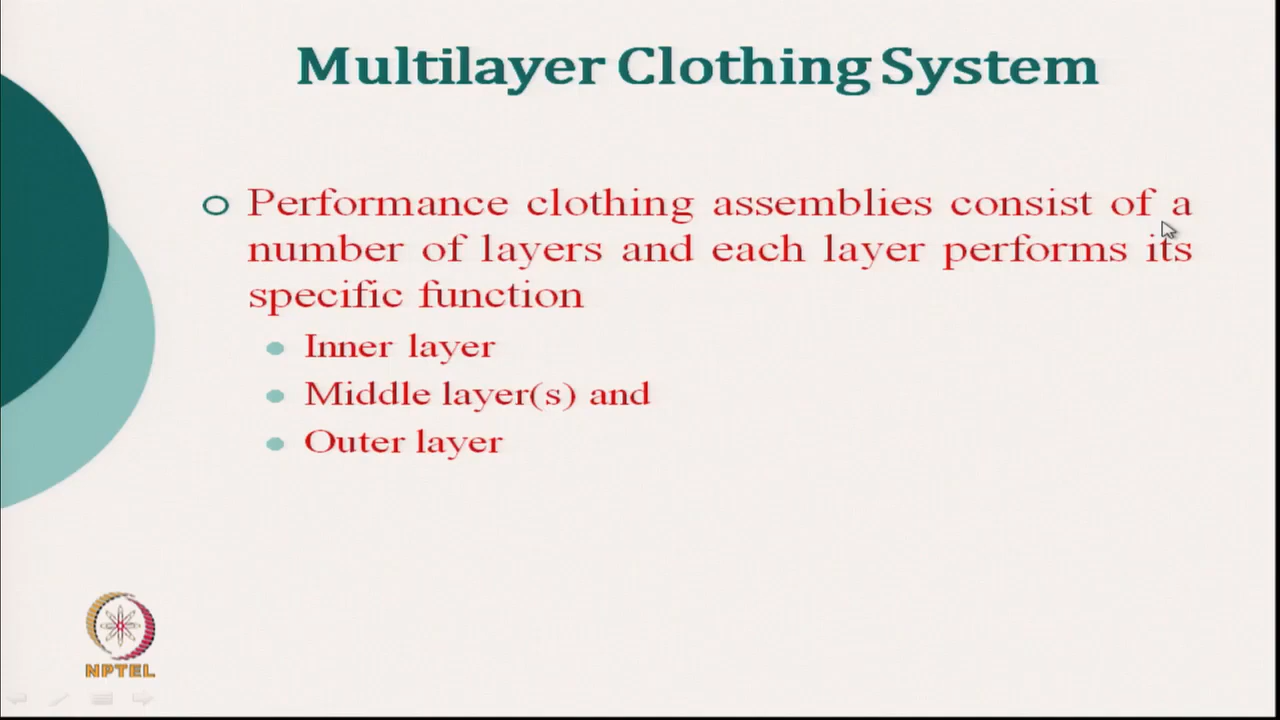 Multilayer Clothing System
Performance clothing assemblies consist of a
number of layers and each layer performs its
specific function
Inner layer
Middle layer(s) and
Outer layer
NPTEL